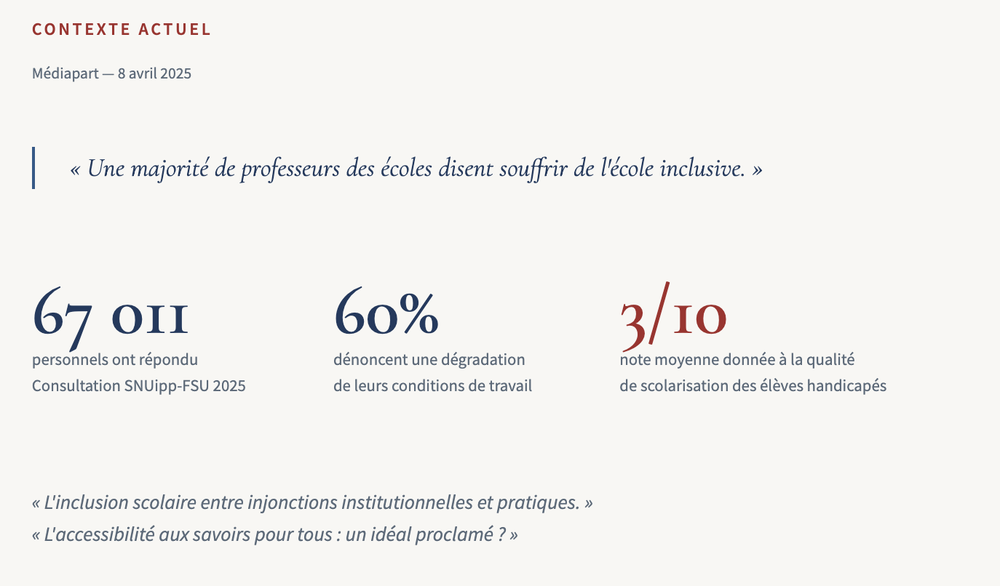 CONTEXTE ACTUEL
Médiapart — 8 avril 2025
« Une majorité de professeurs des écoles disent souffrir de l'école inclusive. »
67 011
personnels ont répondu
Consultation SNUipp-FSU 2025
60%
dénoncent une dégradation
de leurs conditions de travail
3/10
note moyenne donnée à la qualité
de scolarisation des élèves handicapés
« L'inclusion scolaire entre injonctions institutionnelles et pratiques. »
« L'accessibilité aux savoirs pour tous : un idéal proclamé ? »